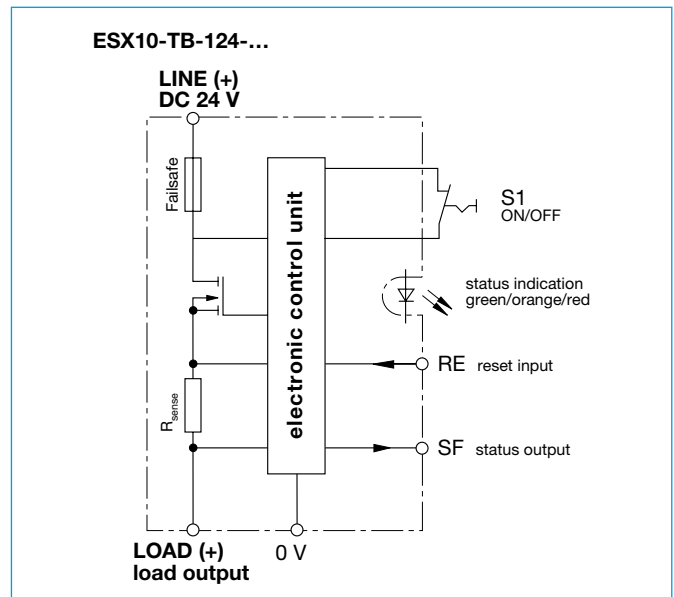 ESX10-TB-124-...
LINE (+)
DC 24 V
Failsafe
electronic control unit
S1
ON/OFF
status indication
green/orange/red
RE reset input
Rsense
SF status output
LOAD (+)
load output
0 V